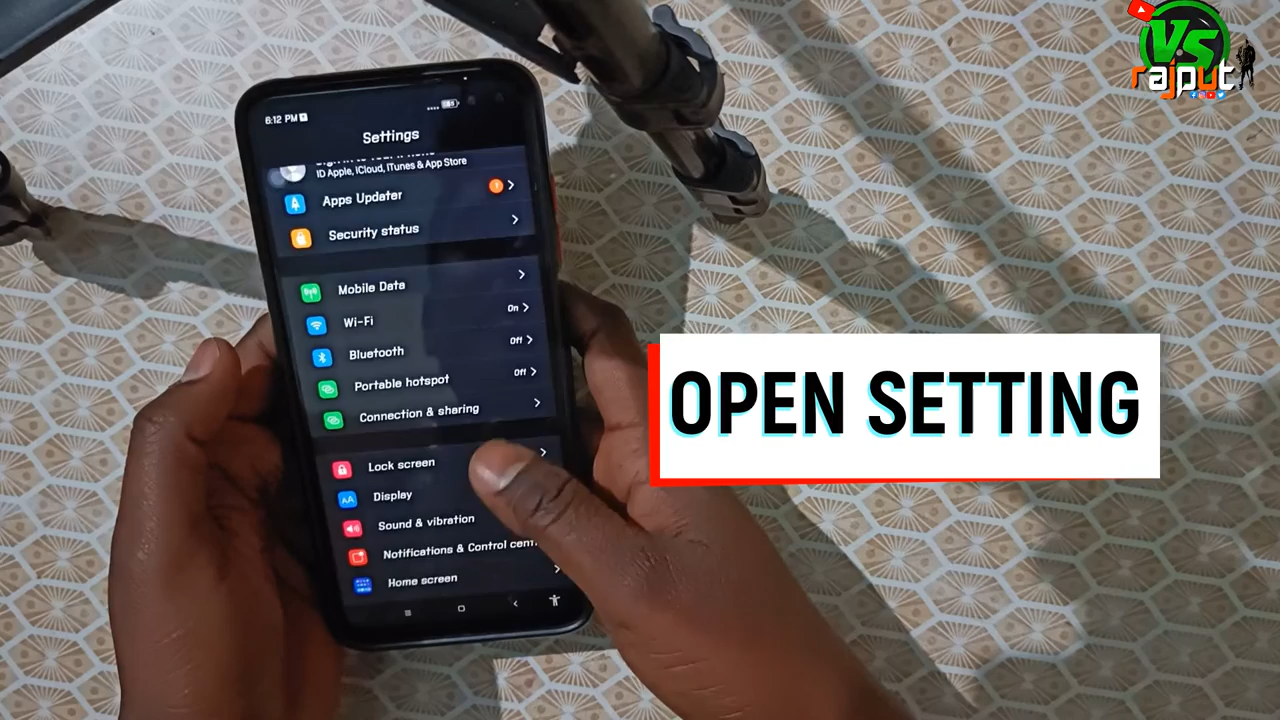 VS
rajput
6:12 PM
Settings
ID Apple, iCloud, iTunes & App Store
Apps Updater
Security status
Mobile Data
Wi-Fi On
Bluetooth Off
Portable hotspot Off
Connection & sharing
Lock screen
AA Display
Sound & vibration
Notifications & Control cent
Home screen
OPEN SETTING